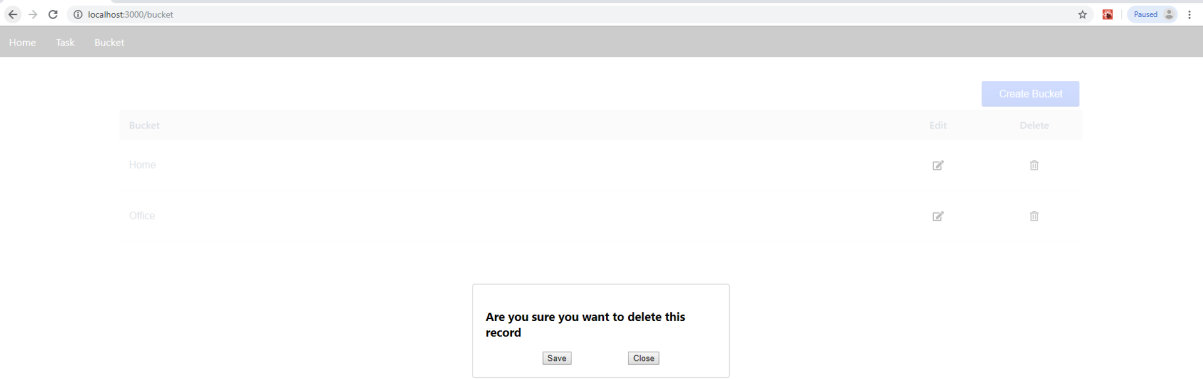 localhost:3000/bucket
Paused
Home Task Bucket
Create Bucket
Bucket Edit Delete
Home
Office
Are you sure you want to delete this
record
Save Close